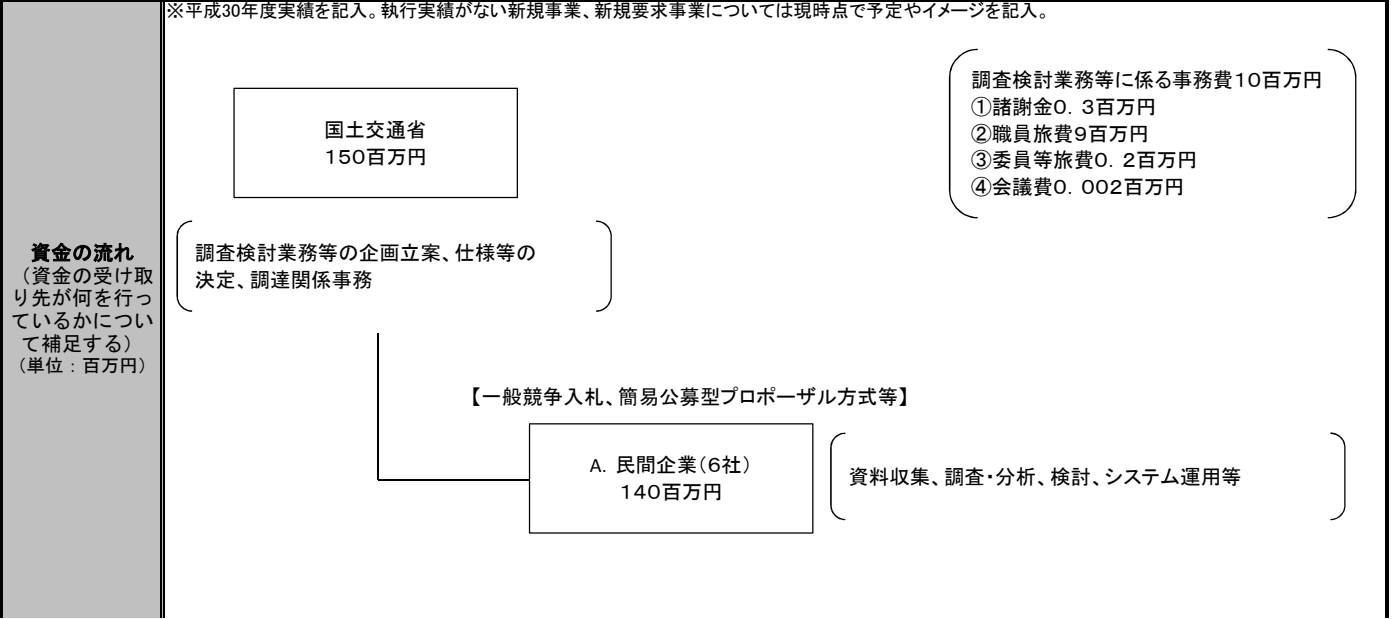 ※平成30年度実績を記入。執行実績がない新規事業、新規要求事業については現時点で予定やイメージを記入。
資金の流れ
（資金の受け取
り先が何を行っ
ているかについ
て補足する）
（単位：百万円）
国土交通省
150百万円
調査検討業務等に係る事務費10百万円
①諸謝金0．3百万円
②職員旅費9百万円
③委員等旅費0．2百万円
④会議費0．002百万円
調査検討業務等の企画立案、仕様等の
決定、調達関係事務
【一般競争入札、簡易公募型プロポーザル方式等】
A．民間企業（6社）
140百万円
資料収集、調査・分析、検討、システム運用等